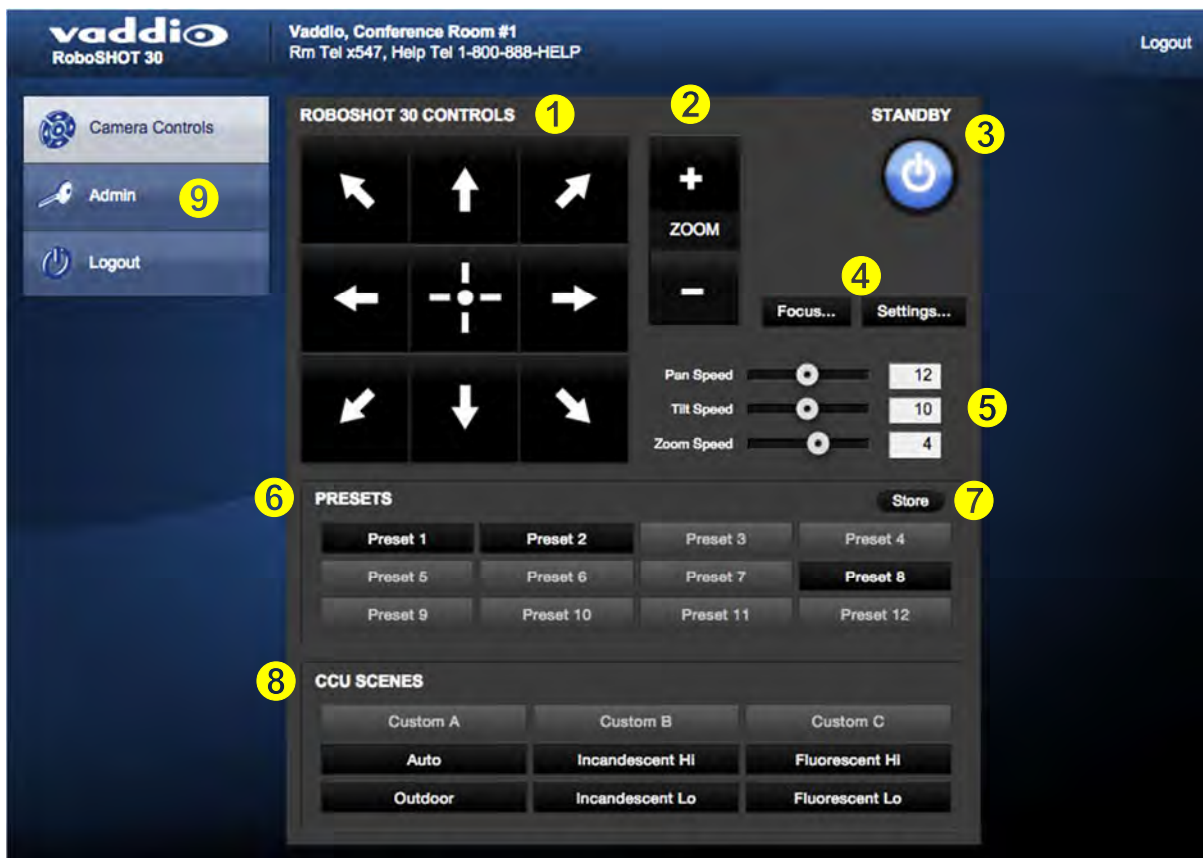 vaddio
RoboSHOT 30
Vaddio, Conference Room #1
Rm Tel x547, Help Tel 1-800-888-HELP
Logout
Camera Controls
Admin
9
Logout
ROBOSHOT 30 CONTROLS
1
2
+
ZOOM
-
STANDBY
3
4
Focus...
Settings...
Pan Speed 12
Tilt Speed 10
5
Zoom Speed 4
6
PRESETS
Store
7
Preset 1 Preset 2 Preset 3 Preset 4
Preset 5 Preset 6 Preset 7 Preset 8
Preset 9 Preset 10 Preset 11 Preset 12
8
CCU SCENES
Custom A Custom B Custom C
Auto Incandescent Hi Fluorescent Hi
Outdoor Incandescent Lo Fluorescent Lo